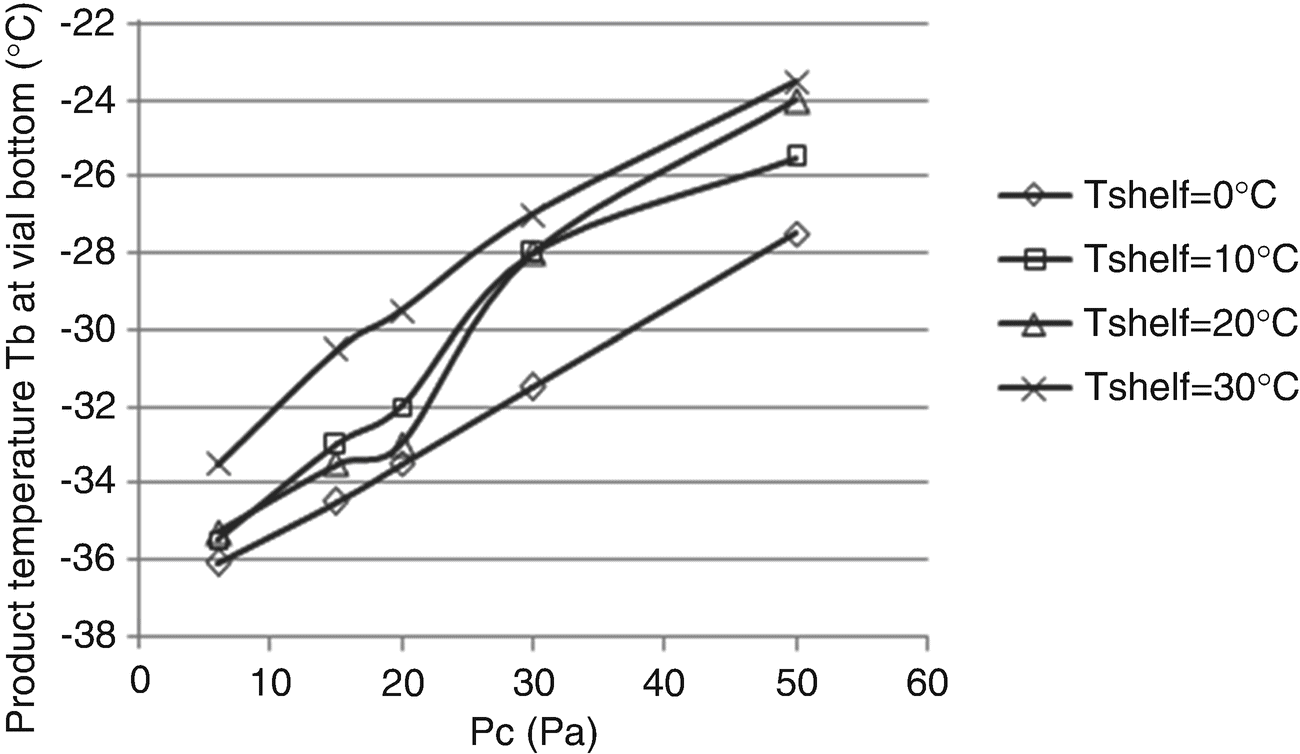 Product temperature Tb at vial bottom (°C)
-22
-24
-26
-28
-30
-32
-34
-36
-38
0 10 20 30 40 50 60
Pc (Pa)
Tshelf=0°C
Tshelf=10°C
Tshelf=20°C
Tshelf=30°C